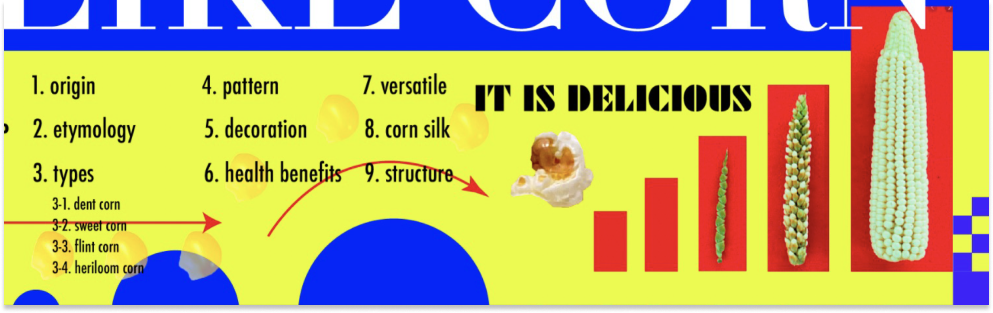 LIKE CORN
1. origin
2. etymology
3. types
3-1. dent corn
3-2. sweet corn
3-3. flint corn
3-4. heriloom corn
4. pattern
5. decoration
6. health benefits
7. versatile
8. corn silk
9. structure
IT IS DELICIOUS